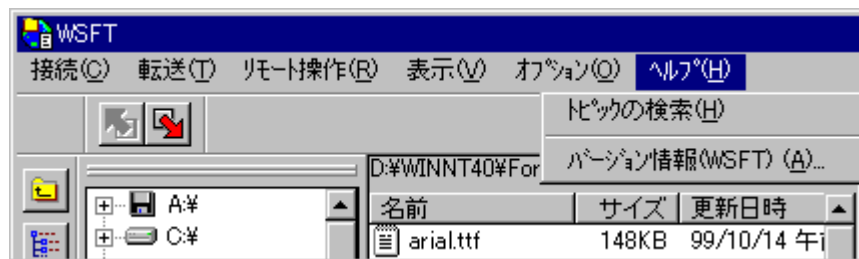 WSFT
接続(C) 転送(T) リモート操作(R) 表示(V) オプション(O) ヘルプ(H)
トピックの検索(H)
バージョン情報(WSFT) (A)...
D:¥WINNT40¥For
A:¥
C:¥
名前 サイズ 更新日時
arial.ttf 148KB 99/10/14 午前